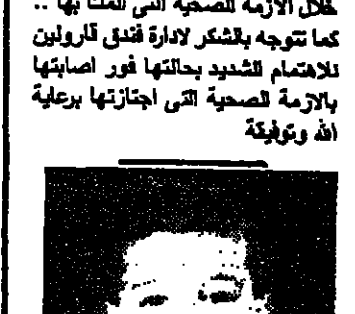 خلال الازمة الصحية التى المت بها ..
كما تتوجه بالشكر لادارة فندق قارولين
للاهتمام الشديد بحالتها فور اصابتها
بالازمة الصحية التى اجتازتها برعاية
الله وتوفيقة